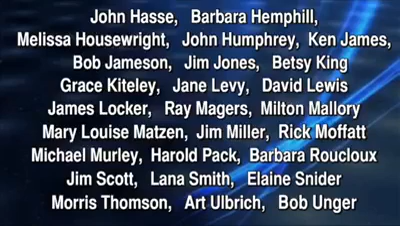 John Hasse, Barbara Hemphill,
Melissa Housewright, John Humphrey, Ken James,
Bob Jameson, Jim Jones, Betsy King
Grace Kiteley, Jane Levy, David Lewis
James Locker, Ray Magers, Milton Mallory
Mary Louise Matzen, Jim Miller, Rick Moffatt
Michael Murley, Harold Pack, Barbara Roucloux
Jim Scott, Lana Smith, Elaine Snider
Morris Thomson, Art Ulbrich, Bob Unger